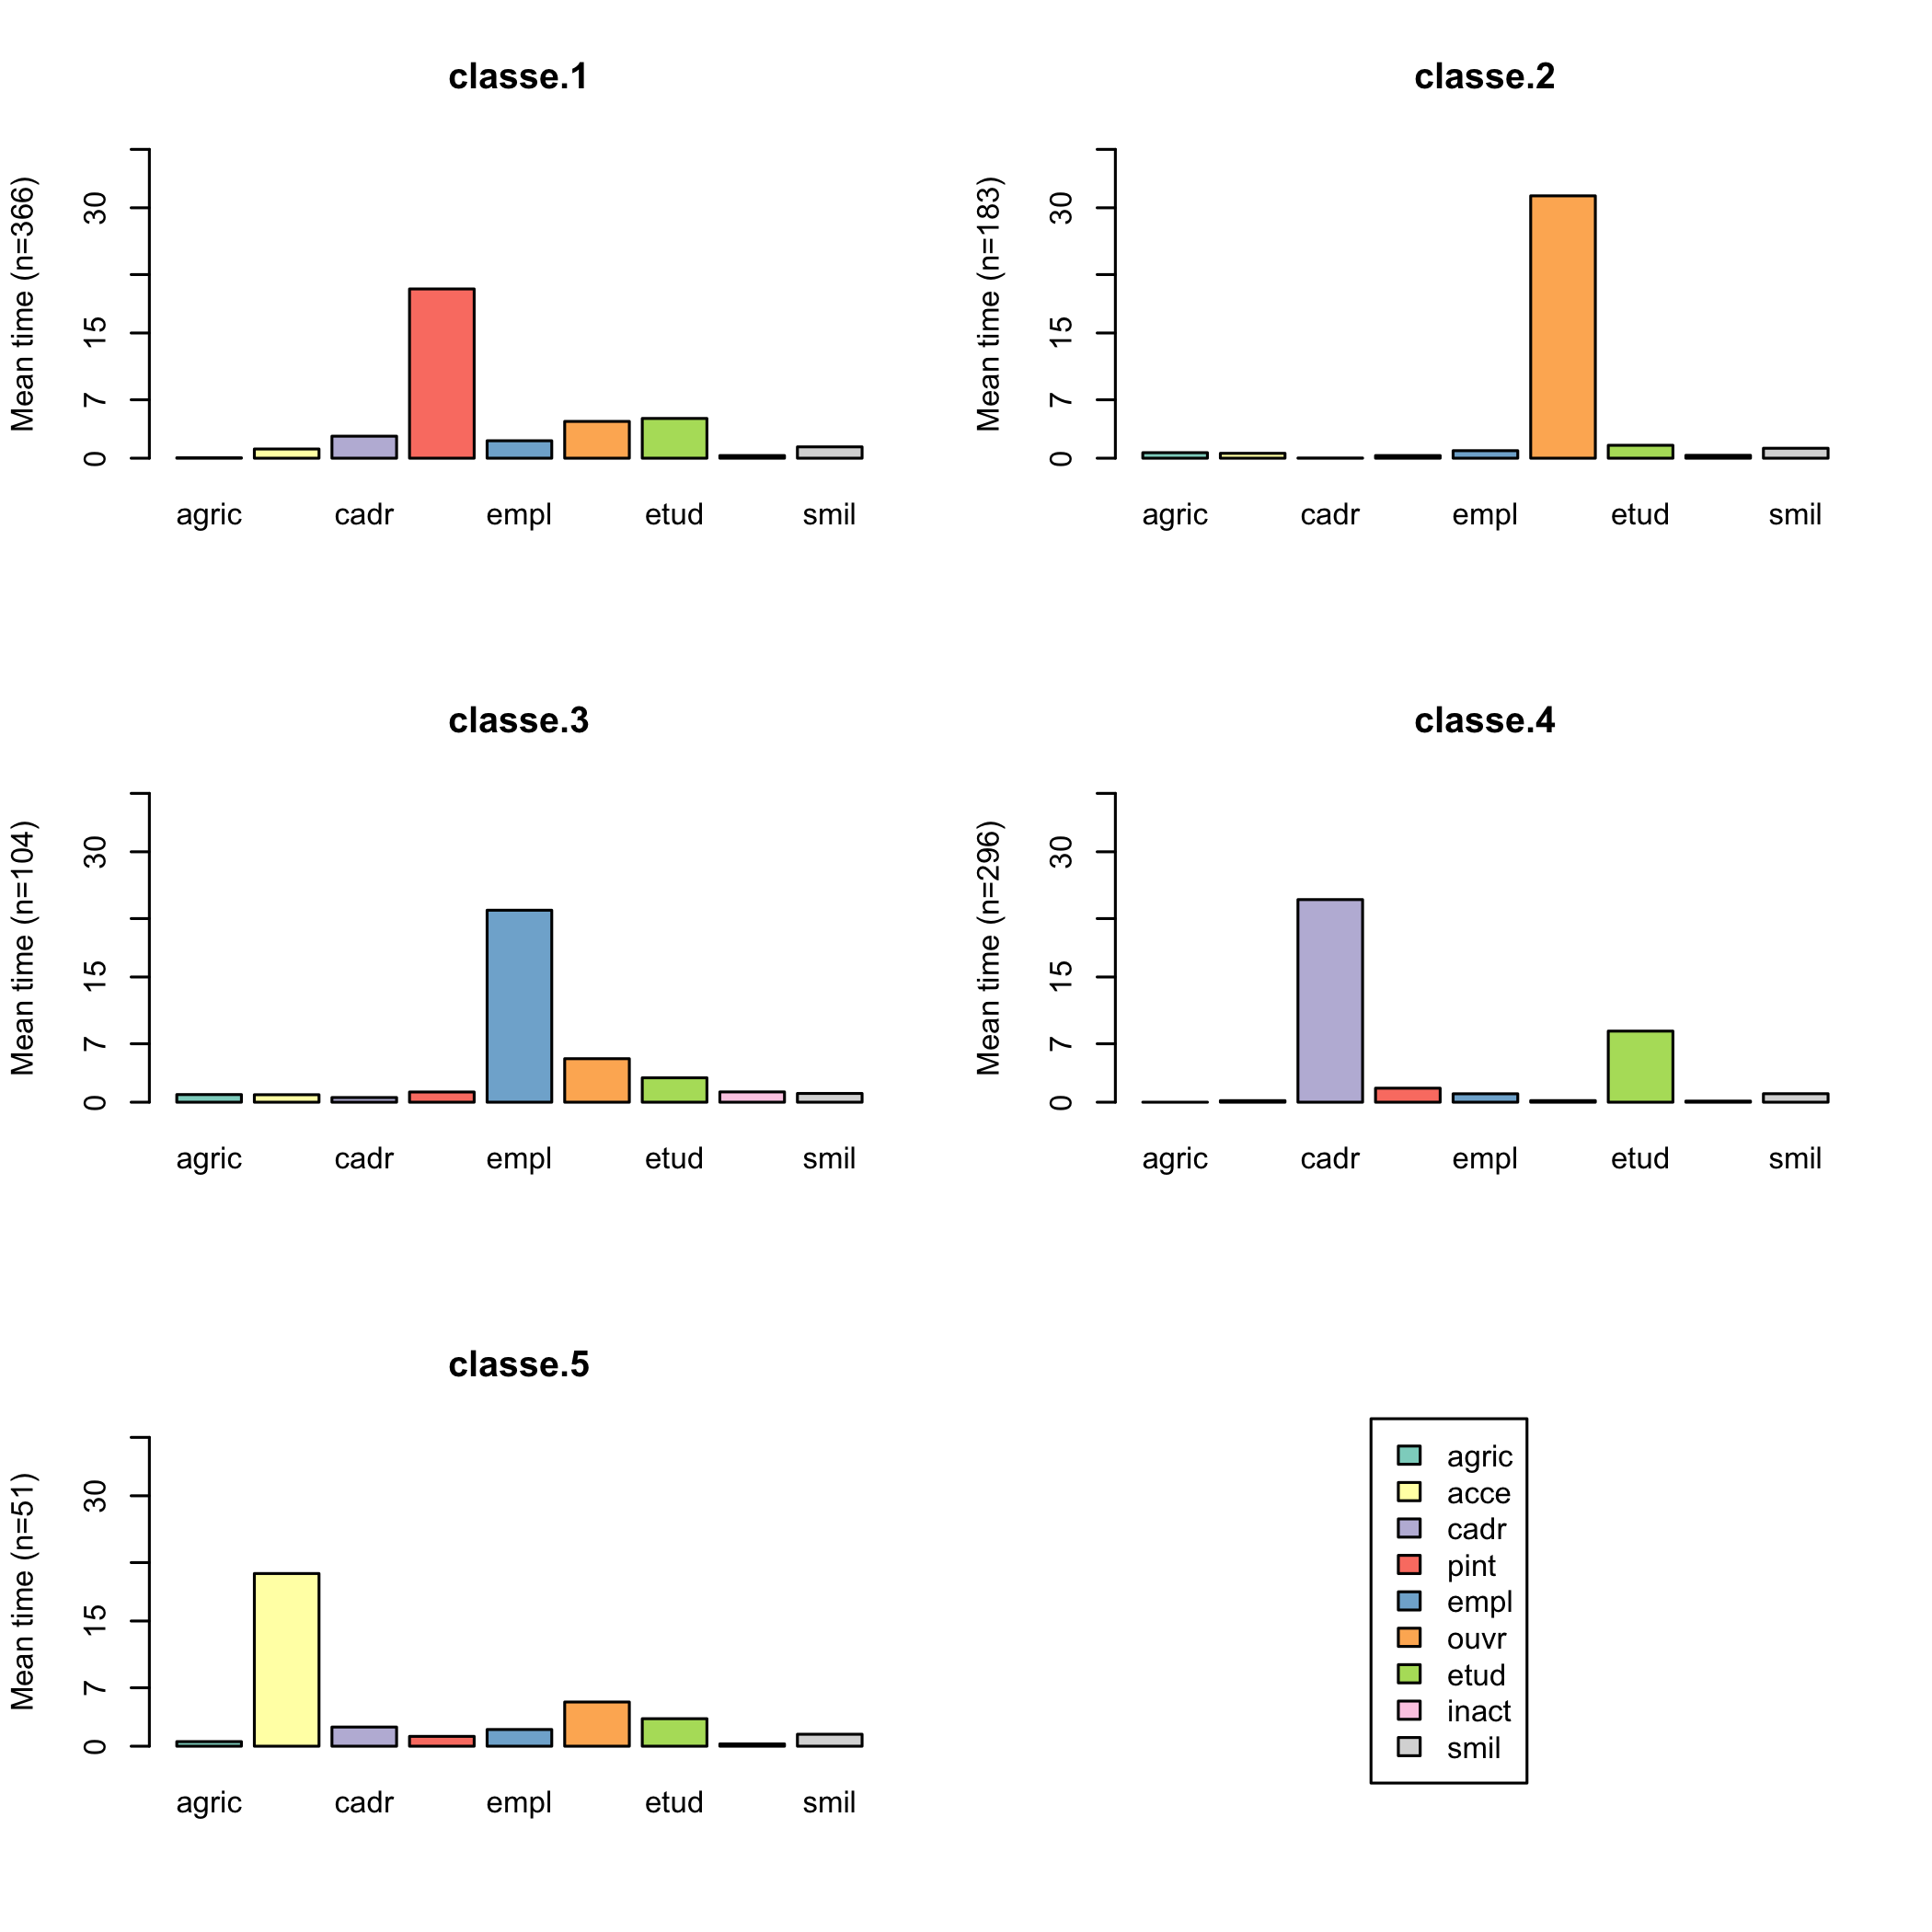 classe.1
Mean time (n=366)
0 7 15 30
agric cadr empl etud smil
classe.2
Mean time (n=183)
0 7 15 30
agric cadr empl etud smil
classe.3
Mean time (n=104)
0 7 15 30
agric cadr empl etud smil
classe.4
Mean time (n=296)
0 7 15 30
agric cadr empl etud smil
classe.5
Mean time (n=51)
0 7 15 30
agric cadr empl etud smil
agric
acce
cadr
pint
empl
ouvr
etud
inact
smil